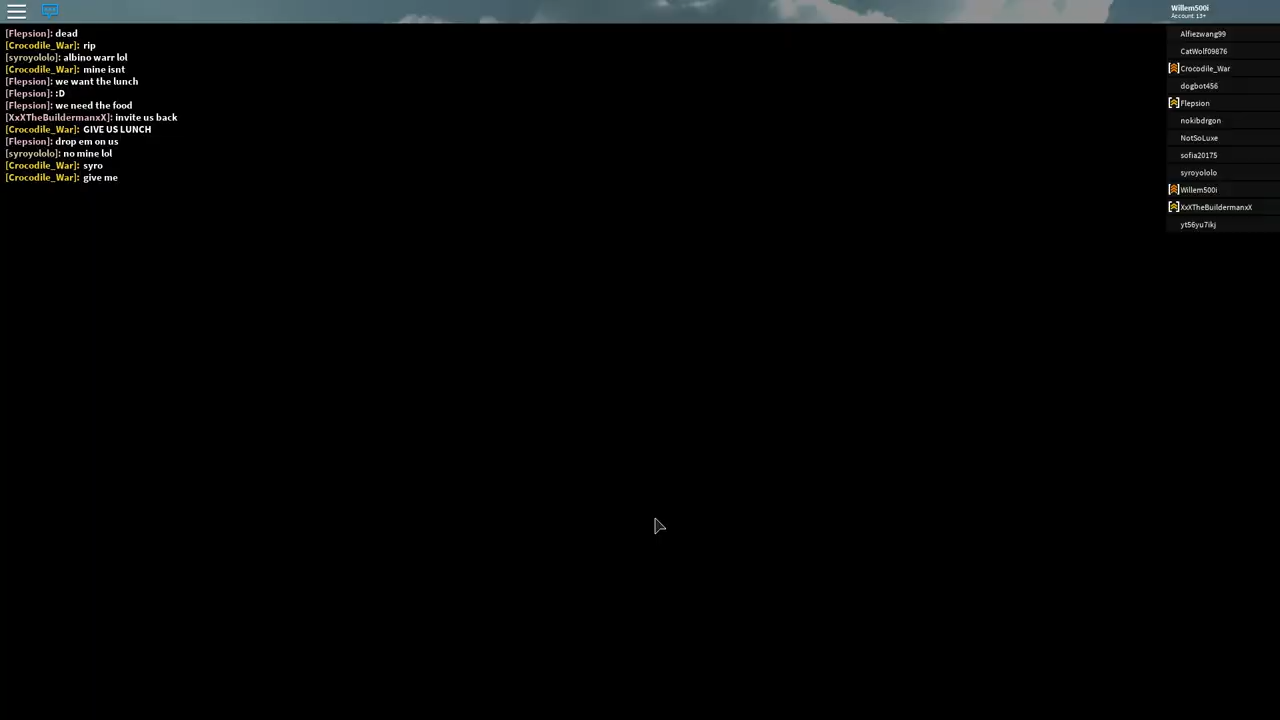 Willem500i
Account 13+
[Flepsion]: dead
[Crocodile_War]: rip
[syroyololo]: albino warr lol
[Crocodile_War]: mine isnt
[Flepsion]: we want the lunch
[Flepsion]: :D
[Flepsion]: we need the food
[XxXTheBuildermanxX]: invite us back
[Crocodile_War]: GIVE US LUNCH
[Flepsion]: drop em on us
[syroyololo]: no mine lol
[Crocodile_War]: syro
[Crocodile_War]: give me
Alfiezwang99
CatWolf09876
Crocodile_War
dogbot456
Flepsion
nokibdrgon
NotSoLuxe
sofia20175
syroyololo
Willem500i
XxXTheBuildermanxX
yt56yu7ikj